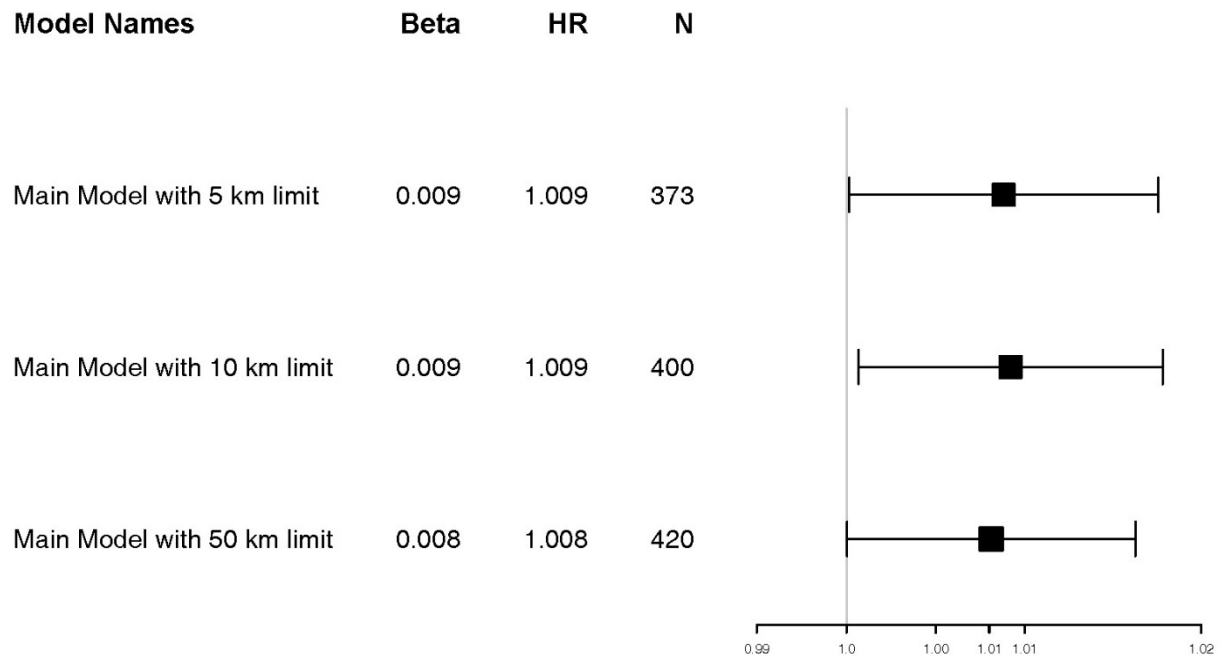 Model Names Beta HR N
Main Model with 5 km limit 0.009 1.009 373
Main Model with 10 km limit 0.009 1.009 400
Main Model with 50 km limit 0.008 1.008 420
0.99 1.0 1.00 1.01 1.01 1.02